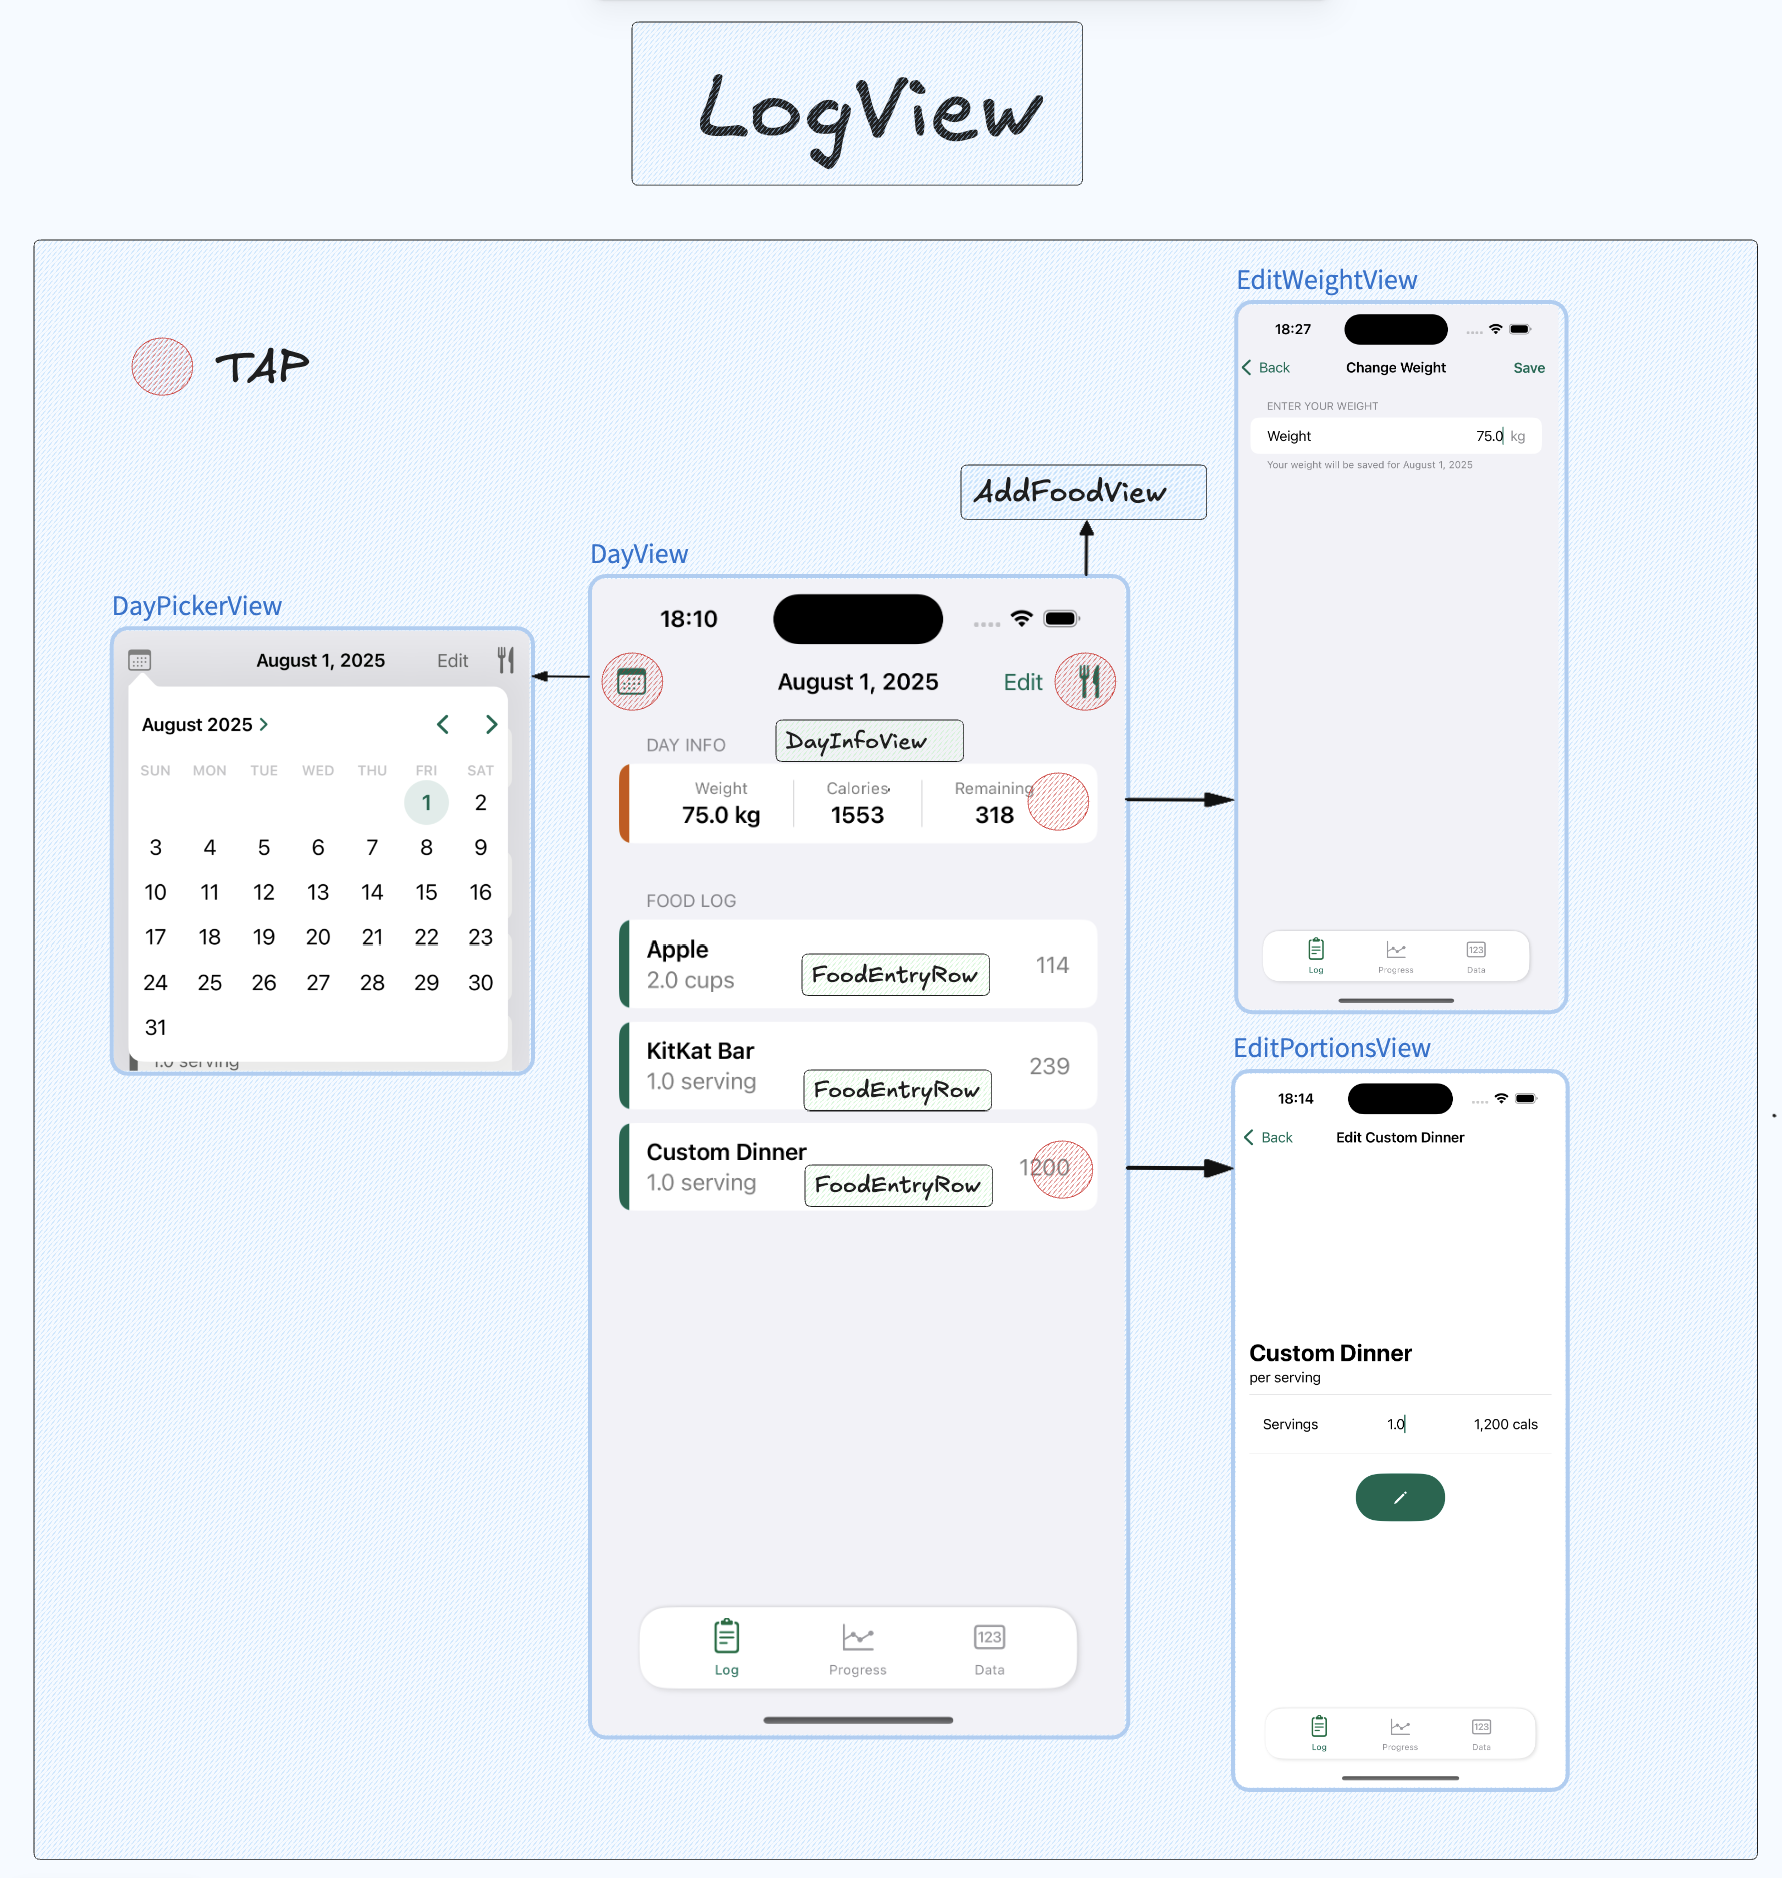 LogView
TAP
EditWeightView
18:27
Back
Change Weight
Save
ENTER YOUR WEIGHT
Weight
75.0 kg
Your weight will be saved for August 1, 2025
Log
Progress
Data
AddFoodView
DayPickerView
August 1, 2025
Edit
August 2025
SUN MON TUE WED THU FRI SAT
1 2
3 4 5 6 7 8 9
10 11 12 13 14 15 16
17 18 19 20 21 22 23
24 25 26 27 28 29 30
31
1.0 serving
DayView
18:10
August 1, 2025
Edit
DAY INFO
DayInfoView
Weight
75.0 kg
Calories
1553
Remaining
318
FOOD LOG
Apple
2.0 cups
FoodEntryRow
114
KitKat Bar
1.0 serving
FoodEntryRow
239
Custom Dinner
1.0 serving
FoodEntryRow
1200
Log
Progress
123
Data
EditPortionsView
18:14
Back
Edit Custom Dinner
Custom Dinner
per serving
Servings
1.0
1,200 cals
Log
Progress
123
Data